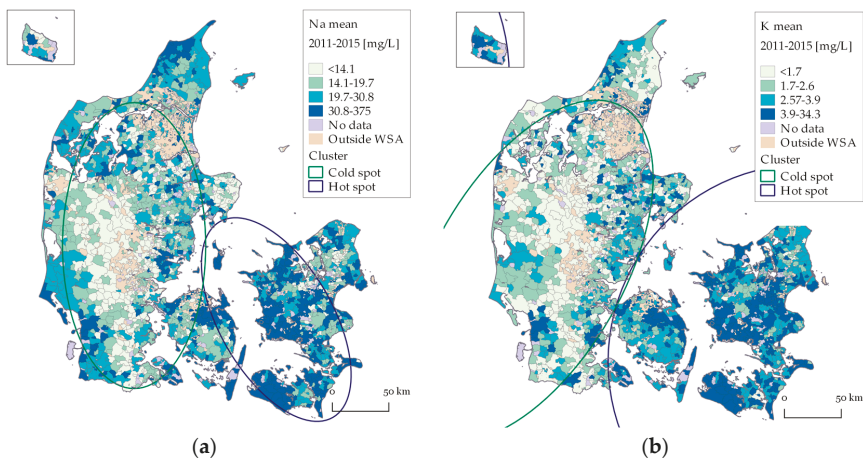 Na mean
2011-2015 [mg/L]
<14.1
14.1-19.7
19.7-30.8
30.8-375
No data
Outside WSA
Cluster
Cold spot
Hot spot
0 50 km
(a)
K mean
2011-2015 [mg/L]
<1.7
1.7-2.6
2.57-3.9
3.9-34.3
No data
Outside WSA
Cluster
Cold spot
Hot spot
0 50 km
(b)